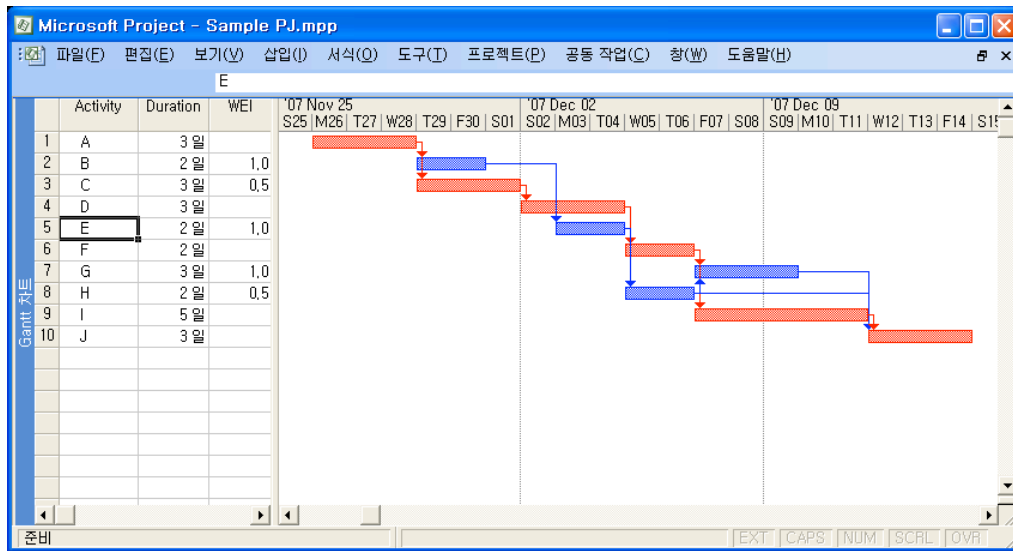 Microsoft Project - Sample PJ.mpp
파일(F) 편집(E) 보기(V) 삽입(I) 서식(O) 도구(T) 프로젝트(P) 공동 작업(C) 창(W) 도움말(H)
E
Activity Duration WEI '07 Nov 25 '07 Dec 02 '07 Dec 09
S25 M26 T27 W28 T29 F30 S01 S02 M03 T04 W05 T06 F07 S08 S09 M10 T11 W12 T13 F14 S15
1 A 3 일
2 B 2 일 1,0
3 C 3 일 0,5
4 D 3 일
5 E 2 일 1,0
6 F 2 일
7 G 3 일 1,0
8 H 2 일 0,5
9 I 5 일
10 J 3 일
Gantt 차트
준비 EXT CAPS NUM SCRL OVR